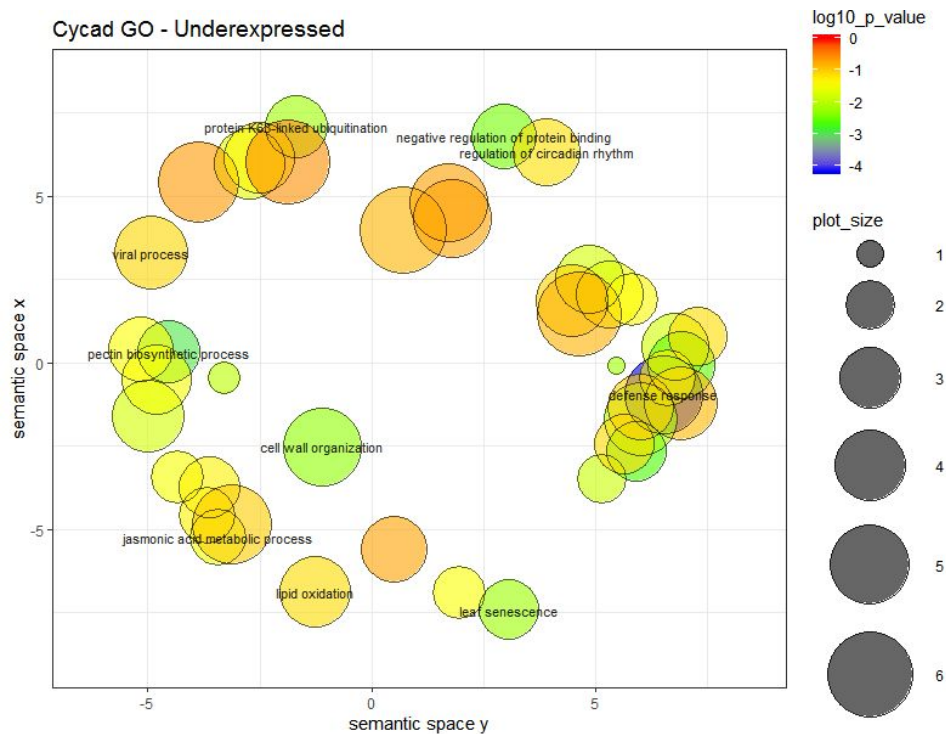 Cycad GO - Underexpressed
log10_p_value
0
-1
-2
-3
-4
protein K63-linked ubiquitination
negative regulation of protein binding
regulation of circadian rhythm
5
viral process
plot_size
1
2
3
4
5
6
semantic space x
pectin biosynthetic process
0
defense response
cell wall organization
-5
jasmonic acid metabolic process
lipid oxidation
leaf senescence
-5
0
5
semantic space y